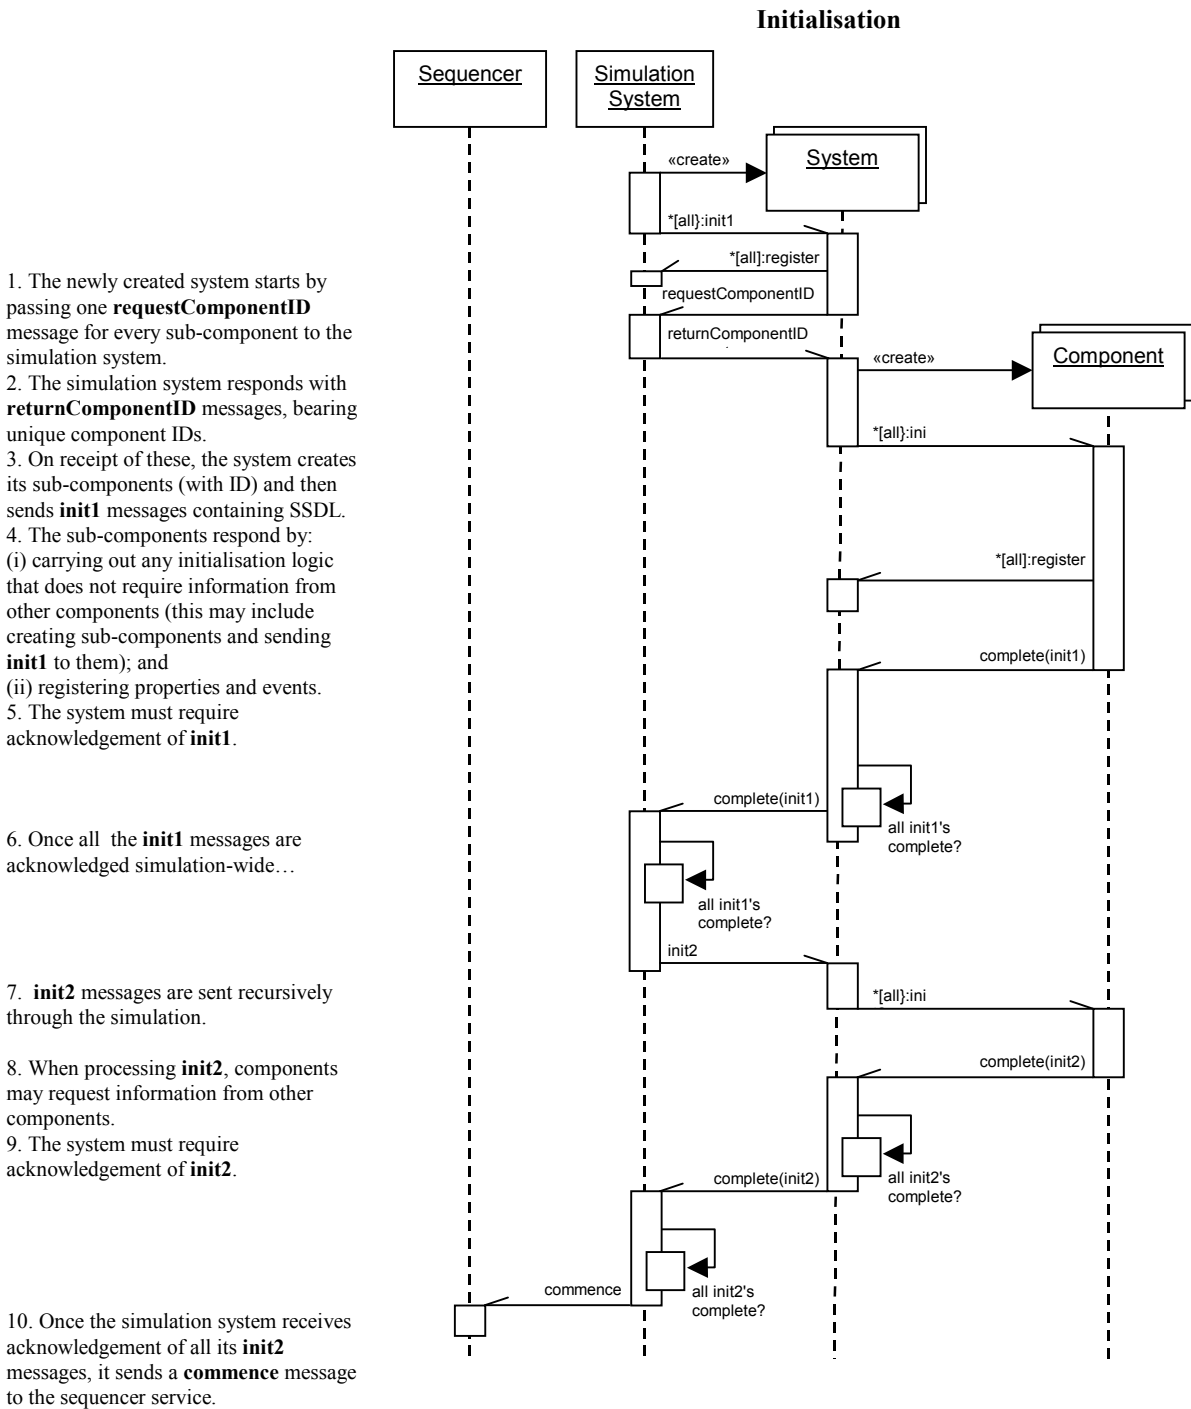 Initialisation
Sequencer
Simulation
System
«create»
System
*[all}:init1
*[all]:register
requestComponentID
returnComponentID
«create»
Component
*[all}:ini
*[all]:register
complete(init1)
complete(init1)
all init1's
complete?
all init1's
complete?
init2
*[all}:ini
complete(init2)
complete(init2)
all init2's
complete?
commence
all init2's
complete?
1. The newly created system starts by
passing one requestComponentID
message for every sub-component to the
simulation system.
2. The simulation system responds with
returnComponentID messages, bearing
unique component IDs.
3. On receipt of these, the system creates
its sub-components (with ID) and then
sends init1 messages containing SSDL.
4. The sub-components respond by:
(i) carrying out any initialisation logic
that does not require information from
other components (this may include
creating sub-components and sending
init1 to them); and
(ii) registering properties and events.
5. The system must require
acknowledgement of init1.
6. Once all  the init1 messages are
acknowledged simulation-wide…
7.  init2 messages are sent recursively
through the simulation.
8. When processing init2, components
may request information from other
components.
9. The system must require
acknowledgement of init2.
10. Once the simulation system receives
acknowledgement of all its init2
messages, it sends a commence message
to the sequencer service.